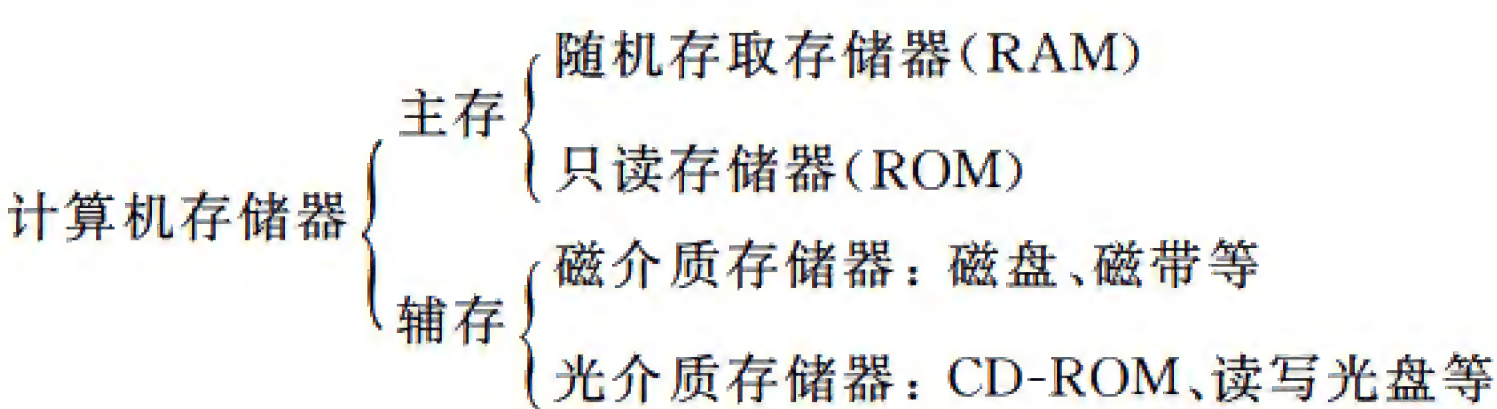 随机存取存储器(RAM)
主存
只读存储器(ROM)
计算机存储器
磁介质存储器：磁盘、磁带等
辅存
光介质存储器：CD-ROM、读写光盘等